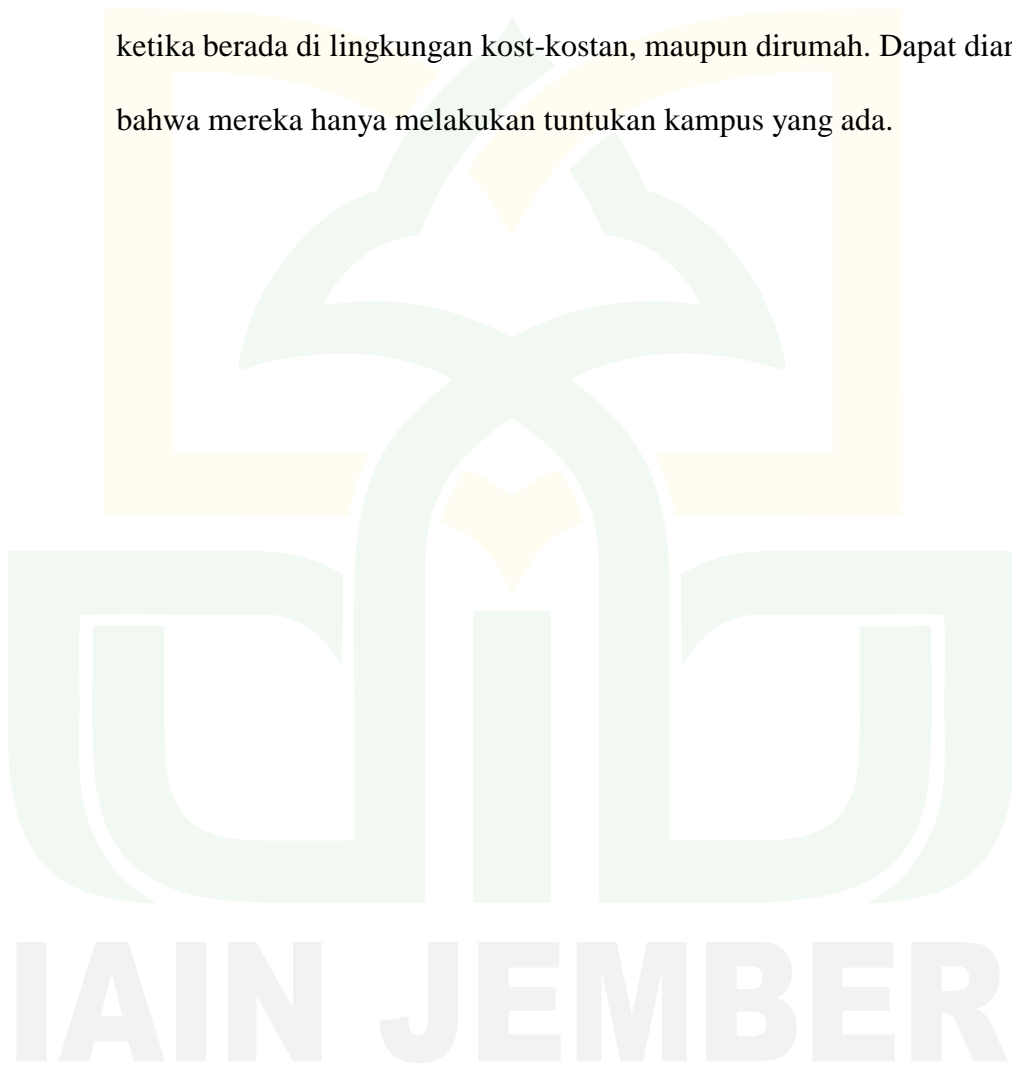 ketika berada di lingkungan kost-kostan, maupun dirumah. Dapat
bahwa mereka hanya melakukan tuntukan kampus yang ada.
IAIN JEMBER